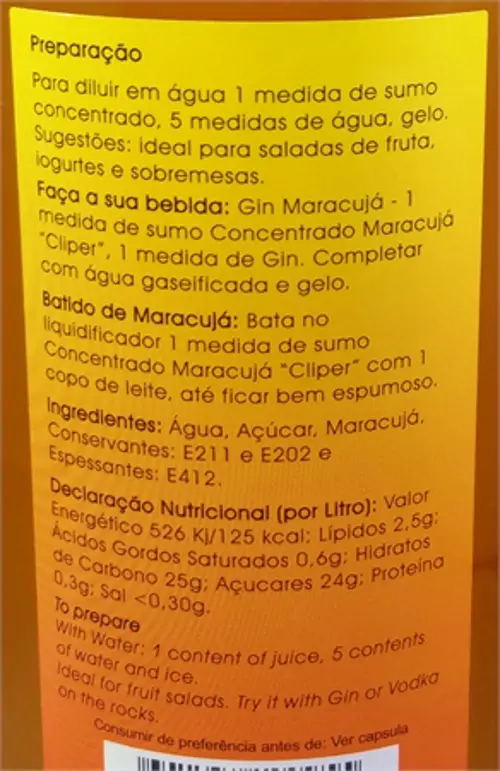 Preparação
Para diluir em água 1 medida de sumo
concentrado, 5 medidas de água, gelo.
Sugestões: ideal para saladas de fruta,
iogurtes e sobremesas.
Faça a sua bebida: Gin Maracujá - 1
medida de sumo Concentrado Maracujá
"Cliper", 1 medida de Gin. Completar
com água gaseificada e gelo.
Batido de Maracujá: Bata no
liquidificador 1 medida de sumo
Concentrado Maracujá "Cliper" com 1
copo de leite, até ficar bem espumoso.
Ingredientes: Água, Açúcar, Maracujá,
Conservantes: E211 e E202 e
Espessantes: E412.
Declaração Nutricional (por Litro): Valor
Energético 526 Kj/125 kcal; Lípidos 2,5g;
Ácidos Gordos Saturados 0,6g; Hidratos
de Carbono 25g; Açucares 24g; Proteína
0,3g; Sal <0,30g.
To prepare
With Water: 1 content of juice, 5 contents
of water and ice.
Ideal for fruit salads. Try it with Gin or Vodka
on the rocks.
Consumir de preferência antes de: Ver capsula